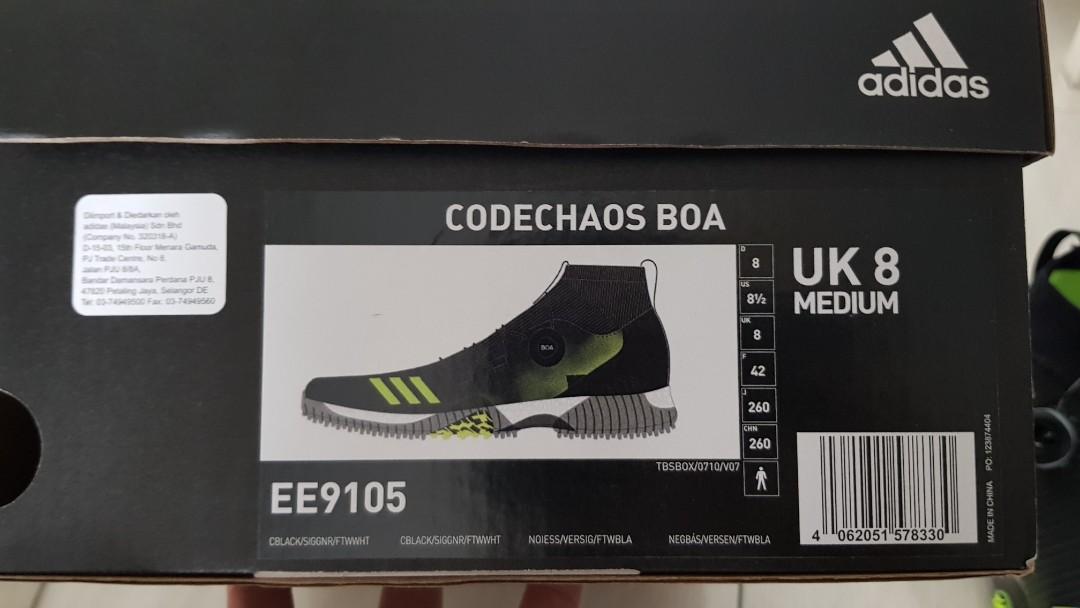 adidas
Diimport & Diedarkan oleh
adidas (Malaysia) Sdn Bhd
(Company No. 320318-A)
D-15-03, 15th Floor Menara Gamuda,
PJ Trade Centre, No 8,
Jalan PJU 8/8A,
Bandar Damansara Perdana PJU 8,
47820 Petaling Jaya, Selangor DE
Tel: 03-74949500 Fax: 03-74949560
CODECHAOS BOA
BOA
D
8
US
8½
UK
8
F
42
J
260
CHN
260
UK 8
MEDIUM
TBSBOX/0710/V07
EE9105
CBLACK/SIGGNR/FTWWHT CBLACK/SIGGNR/FTWWHT NOIESS/VERSIG/FTWBLA NEGBÁS/VERSEN/FTWBLA
4 062051 578330
MADE IN CHINA PO: 123874404